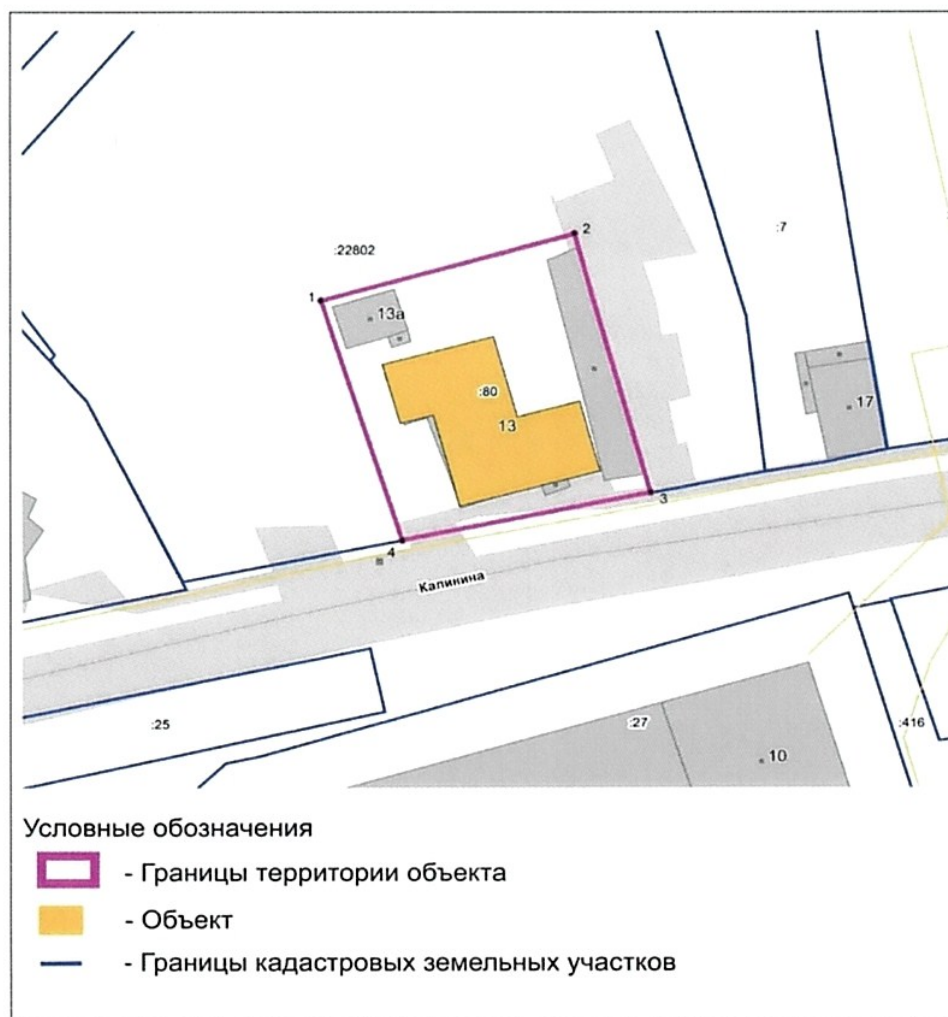 :7
2
:22802
1
13а
:80
13
17
3
4
Калинина
:25
:27
:416
10
Условные обозначения
- Границы территории объекта
- Объект
- Границы кадастровых земельных участков